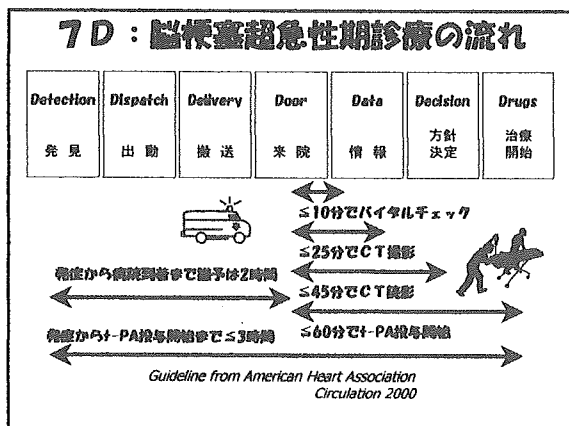 7D：脳梗塞超急性期診療の流れ
Detection Dispatch Delivery Door Data Decision Drugs
発見 出動 搬送 来院 情報 方針決定 治療開始
≦10分でバイタルチェック
≦25分でCT撮影
発症から病院到着まで猶予は2時間
≦45分でCT読影
発症からt-PA投与開始まで≦3時間
≦60分でt-PA投与開始
Guideline from American Heart Association
Circulation 2000